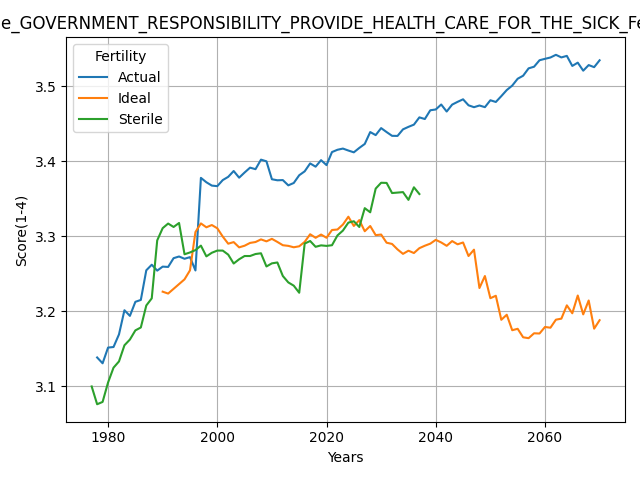 e_GOVERNMENT_RESPONSIBILITY_PROVIDE_HEALTH_CARE_FOR_THE_SICK_Fe
Fertility
Actual
Ideal
Sterile
3.5
3.4
3.3
3.2
3.1
Score(1-4)
1980 2000 2020 2040 2060
Years